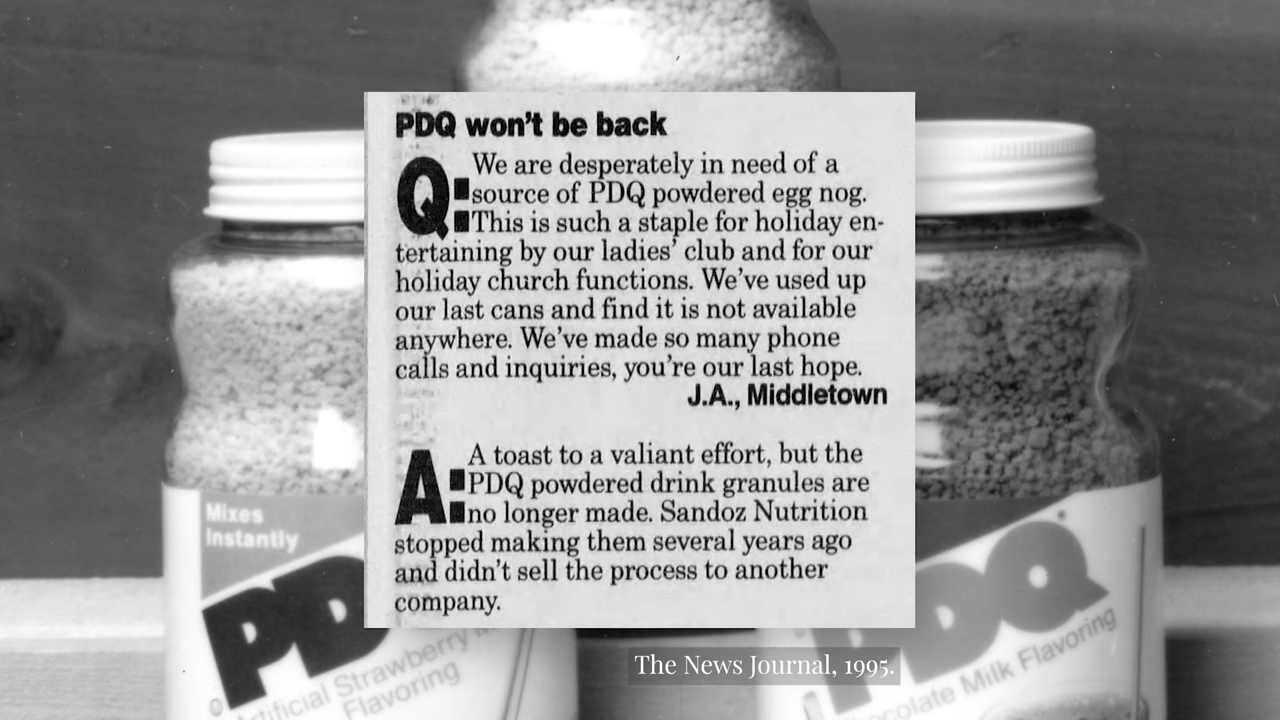 PDQ won't be back
Q: We are desperately in need of a
source of PDQ powdered egg nog.
This is such a staple for holiday en-
tertaining by our ladies' club and for our
holiday church functions. We've used up
our last cans and find it is not available
anywhere. We've made so many phone
calls and inquiries, you're our last hope.
J.A., Middletown
A: A toast to a valiant effort, but the
PDQ powdered drink granules are
no longer made. Sandoz Nutrition
stopped making them several years ago
and didn't sell the process to another
company.
Mixes
Instantly
PD
Artificial Strawberry
Flavoring
PDQ
Chocolate Milk Flavoring
The News Journal, 1995.